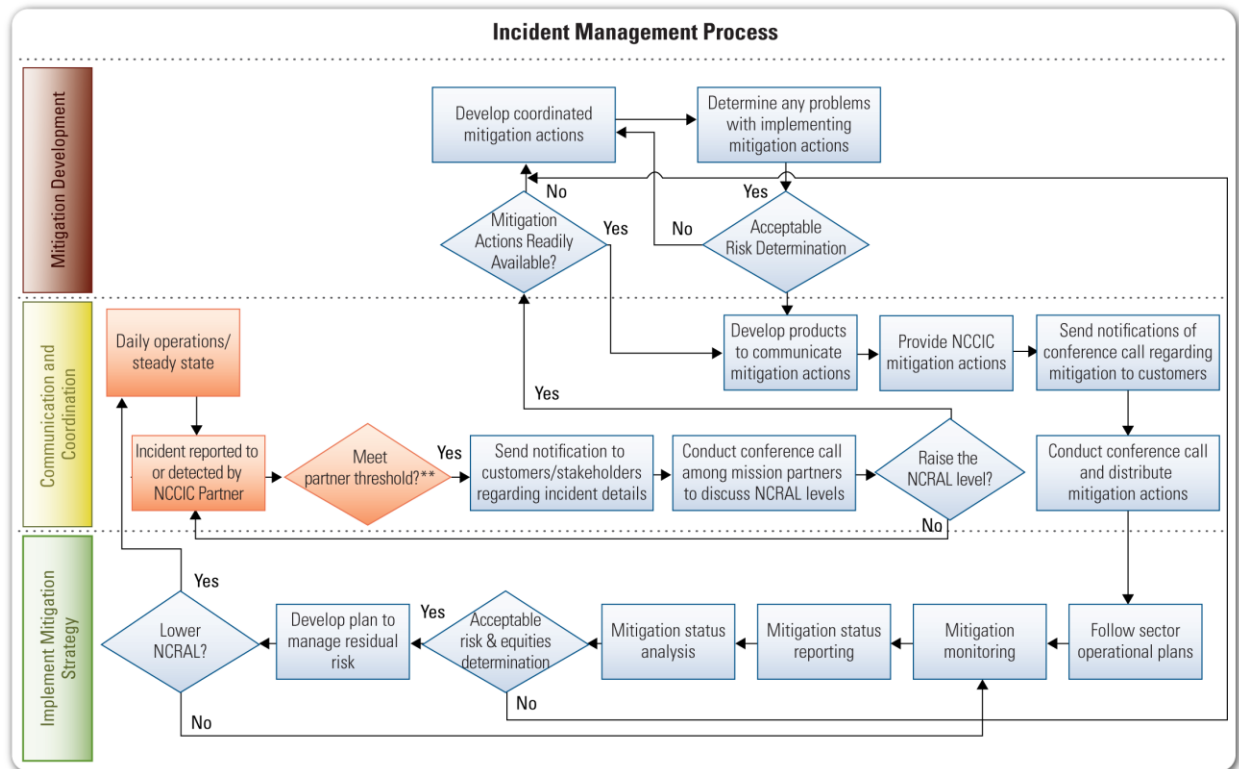 Incident Management Process
Mitigation Development
Develop coordinated
mitigation actions
Determine any problems
with implementing
mitigation actions
No
Yes
Mitigation
Actions Readily
Available?
Yes
No
Acceptable
Risk Determination
Communication and
Coordination
Daily operations/
steady state
Develop products
to communicate
mitigation actions
Provide NCCIC
mitigation actions
Send notifications of
conference call regarding
mitigation to customers
Yes
Incident reported to
or detected by
NCCIC Partner
Meet
partner threshold?**
Yes
Send notification to
customers/stakeholders
regarding incident details
Conduct conference call
among mission partners
to discuss NCRAL levels
Raise the
NCRAL level?
No
Conduct conference call
and distribute
mitigation actions
Implement Mitigation
Strategy
Yes
Lower
NCRAL?
No
Develop plan to
manage residual
risk
Yes
Acceptable
risk & equities
determination
No
Mitigation status
analysis
Mitigation status
reporting
Mitigation
monitoring
Follow sector
operational plans